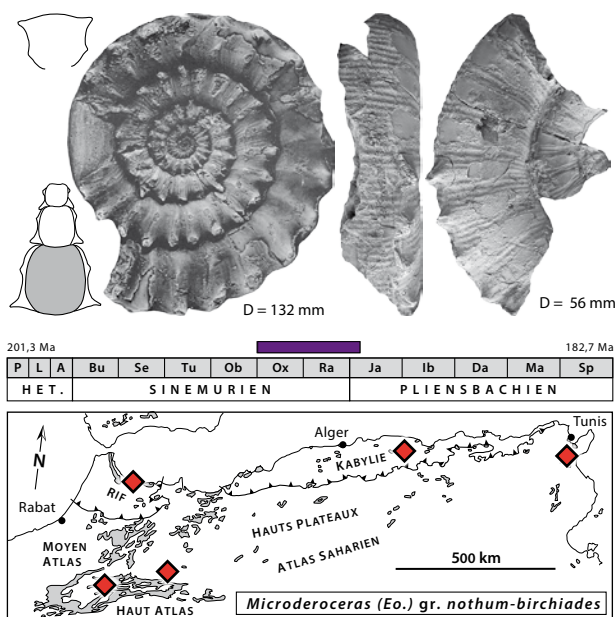 D = 132 mm
D = 56 mm
201,3 Ma 182,7 Ma
P L A Bu Se Tu Ob Ox Ra Ja Ib Da Ma Sp
HET. SINEMURIEN PLIENSBACHIEN
Tunis
Alger
KABYLIE
N
RIF
Rabat
HAUTS PLATEAUX
MOYEN
ATLAS
ATLAS SAHARIEN
500 km
HAUT ATLAS
Microderoceras (Eo.) gr. nothum-birchiades